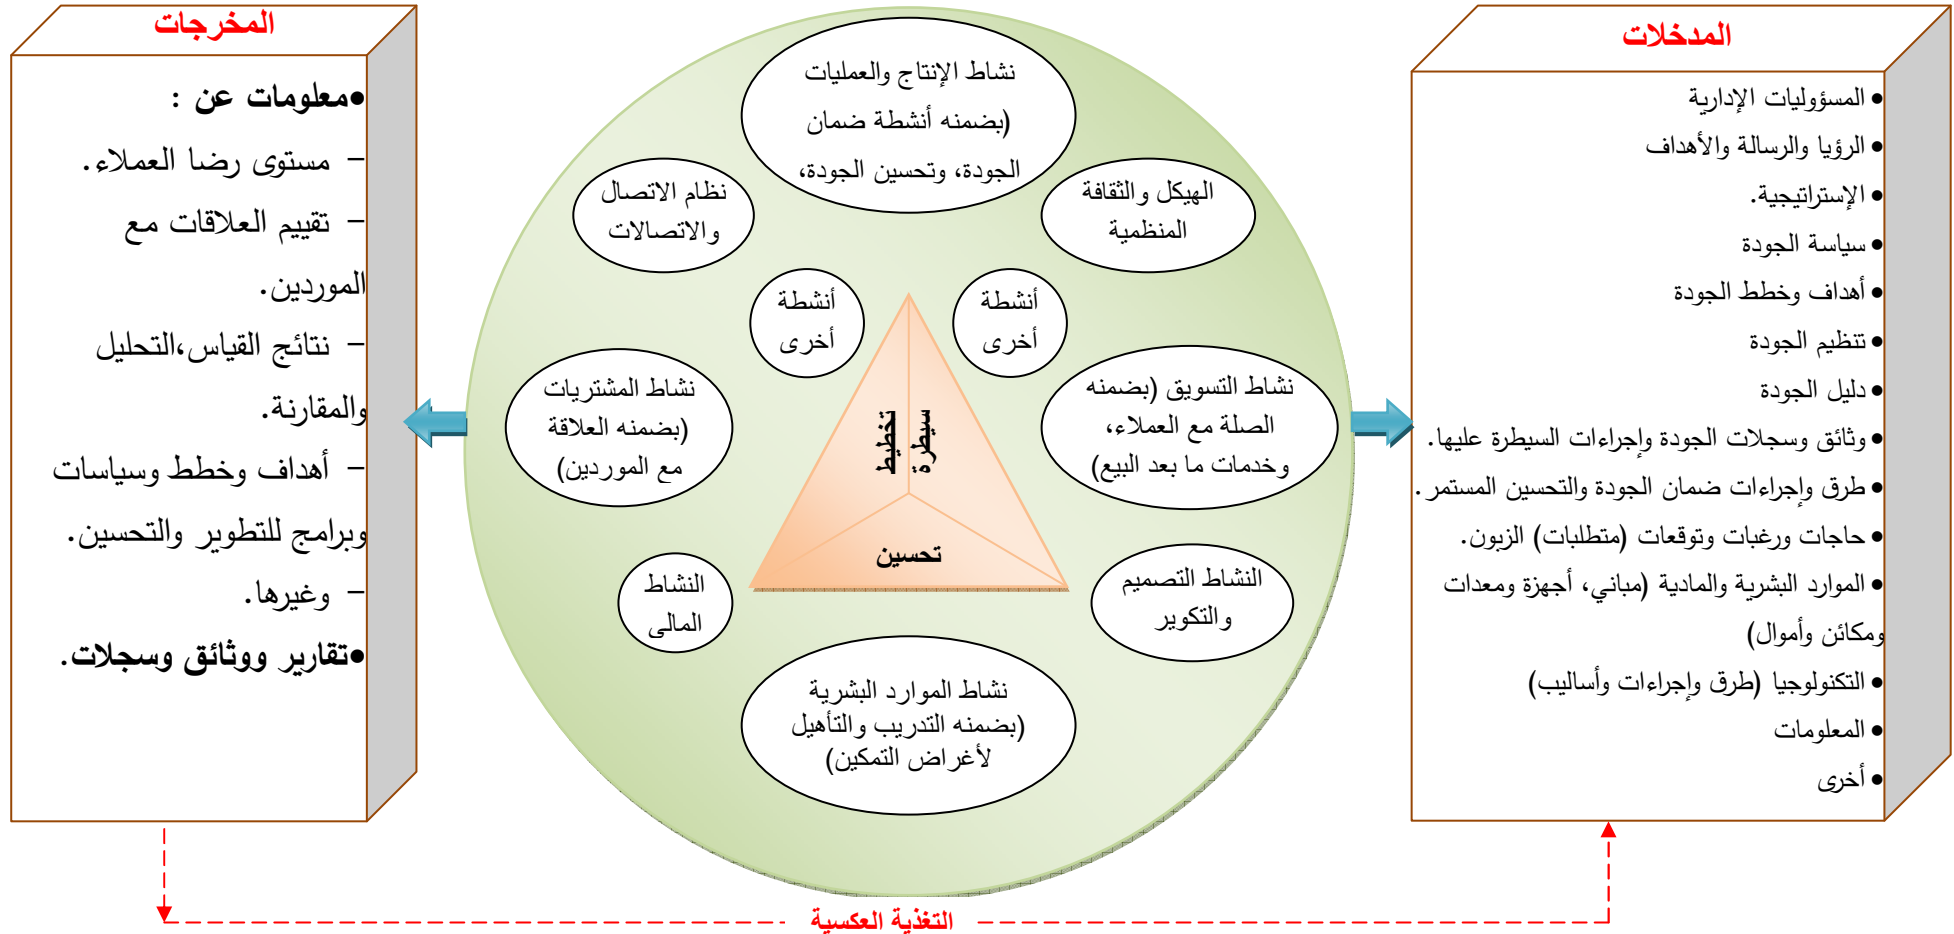 المدخلات
• المسؤوليات الإدارية
• الرؤيا والرسالة والأهداف
• الإستراتيجية.
• سياسة الجودة
• أهداف وخطط الجودة
• تنظيم الجودة
• دليل الجودة
• وثائق وسجلات الجودة وإجراءات السيطرة عليها.
• طرق وإجراءات ضمان الجودة والتحسين المستمر.
• حاجات ورغبات وتوقعات (متطلبات) الزبون.
• الموارد البشرية والمادية (مباني، أجهزة ومعدات
ومكائن وأموال)
• التكنولوجيا (طرق وإجراءات وأساليب)
• المعلومات
• أخرى
نشاط الإنتاج والعمليات
(بضمنه أنشطة ضمان
الجودة، وتحسين الجودة،
الهيكل والثقافة
المنظمية
نظام الاتصال
والاتصالات
أنشطة
أخرى
أنشطة
أخرى
نشاط التسويق (بضمنه
الصلة مع العملاء،
وخدمات ما بعد البيع)
نشاط المشتريات
(بضمنه العلاقة
مع الموردين)
سيطرة
تخطيط
تحسين
النشاط التصميم
والتكوير
النشاط
المالي
نشاط الموارد البشرية
(بضمنه التدريب والتأهيل
لأغراض التمكين)
المخرجات
•معلومات عن :
– مستوى رضا العملاء.
– تقييم العلاقات مع
الموردين.
– نتائج القياس،التحليل
والمقارنة.
– أهداف وخطط وسياسات
وبرامج للتطوير والتحسين.
– وغيرها.
•تقارير ووثائق وسجلات.
التغذية العكسية